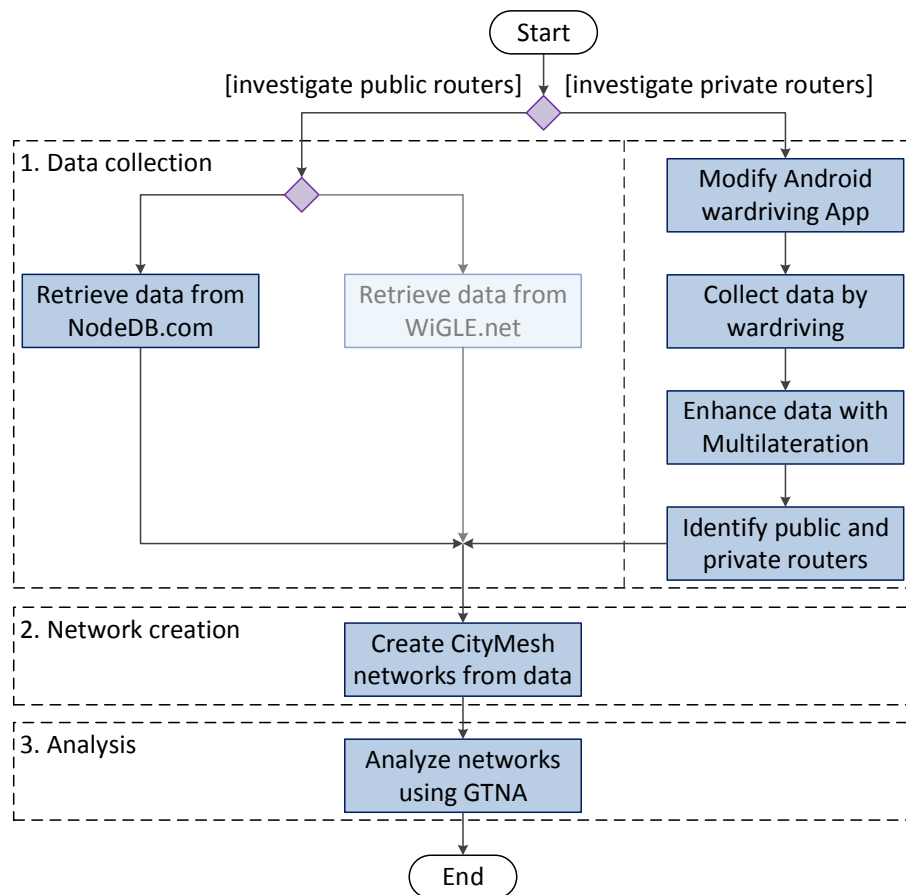 Start
[investigate public routers]
[investigate private routers]
1. Data collection
Modify Android
wardriving App
Retrieve data from
NodeDB.com
Retrieve data from
WiGLE.net
Collect data by
wardriving
Enhance data with
Multilateration
Identify public and
private routers
2. Network creation
Create CityMesh
networks from data
3. Analysis
Analyze networks
using GTNA
End